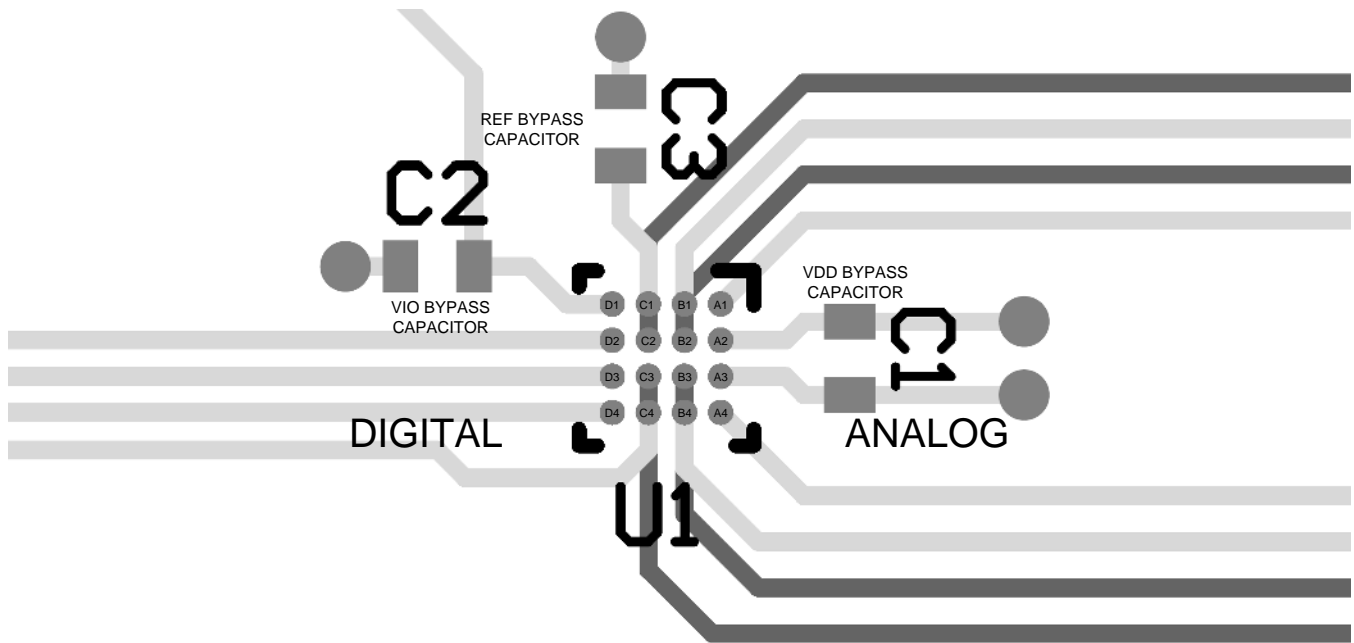 C3
REF BYPASS
CAPACITOR
C2
VIO BYPASS
CAPACITOR
VDD BYPASS
CAPACITOR
C1
D1 C1 B1 A1
D2 C2 B2 A2
D3 C3 B3 A3
D4 C4 B4 A4
DIGITAL
ANALOG
U1